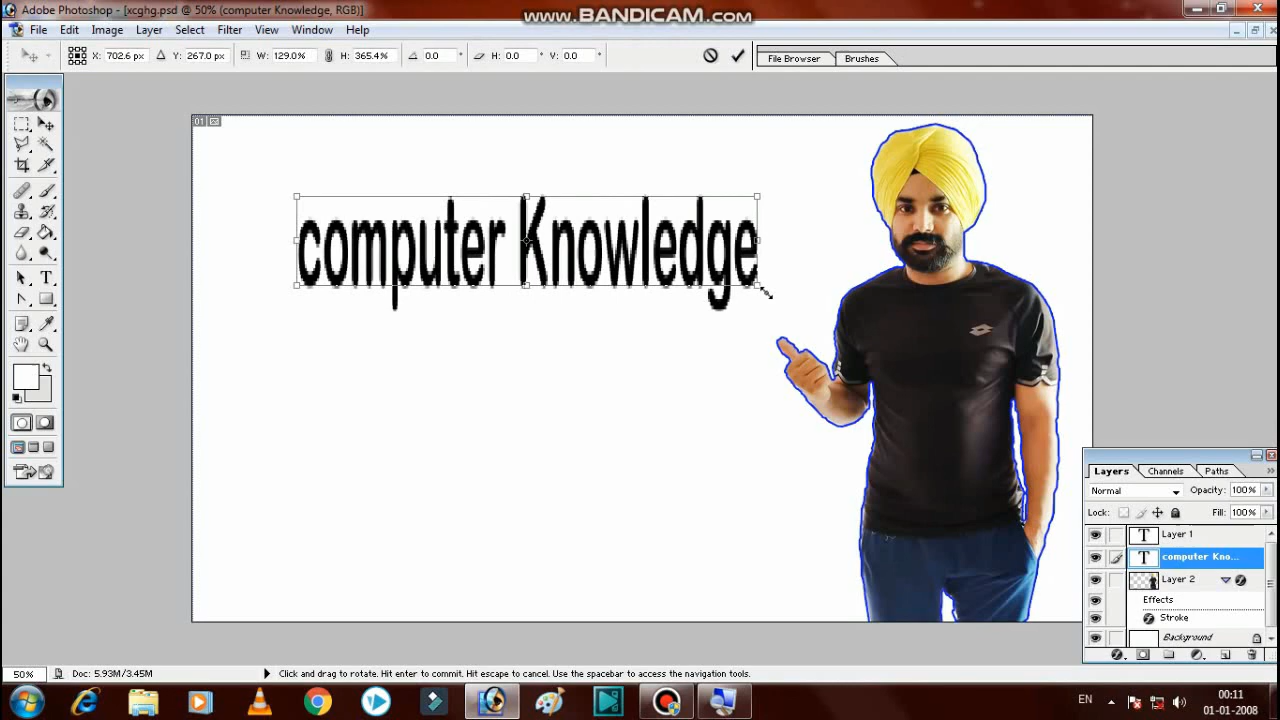 Adobe Photoshop - [xcghg.psd @ 50% (computer Knowledge, RGB)]
www.BANDICAM.com
File Edit Image Layer Select Filter View Window Help
X: 702.6 px Y: 267.0 px W: 129.0% H: 365.4% 0.0 ° H: 0.0 ° V: 0.0 °
File Browser Brushes
01
computer Knowledge
Layers Channels Paths
Normal Opacity: 100%
Lock: Fill: 100%
T Layer 1
T computer Kno...
Layer 2
Effects
Stroke
Background
50% Doc: 5.93M/3.45M Click and drag to rotate. Hit enter to commit. Hit escape to cancel. Use the spacebar to access the navigation tools.
EN 00:11
01-01-2008